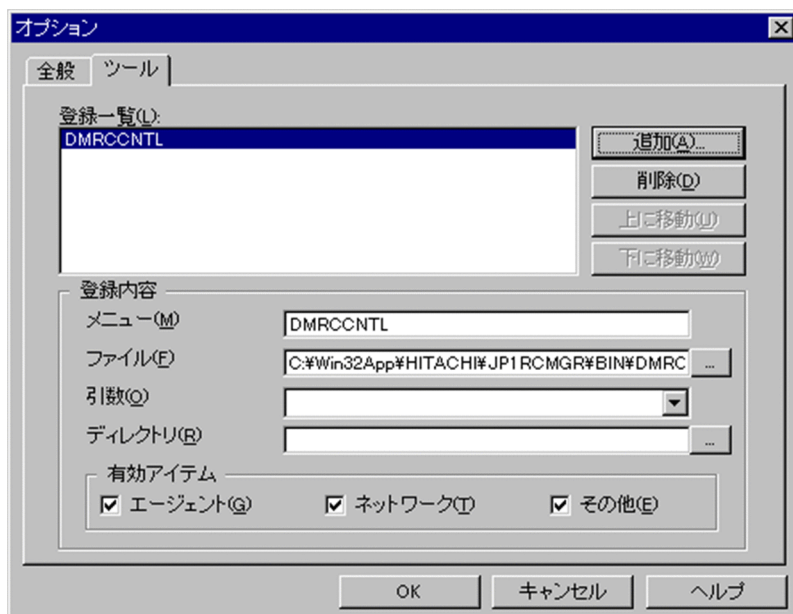 オプション
全般 ツール
登録一覧(L):
DMRCCNTL
追加(A)...
削除(D)
上に移動(U)
下に移動(W)
登録内容
メニュー(M) DMRCCNTL
ファイル(F) C:¥Win32App¥HITACHI¥JP1RCMGR¥BIN¥DMRC ...
引数(O)
ディレクトリ(R) ...
有効アイテム
エージェント(G) ネットワーク(T) その他(E)
OK キャンセル ヘルプ